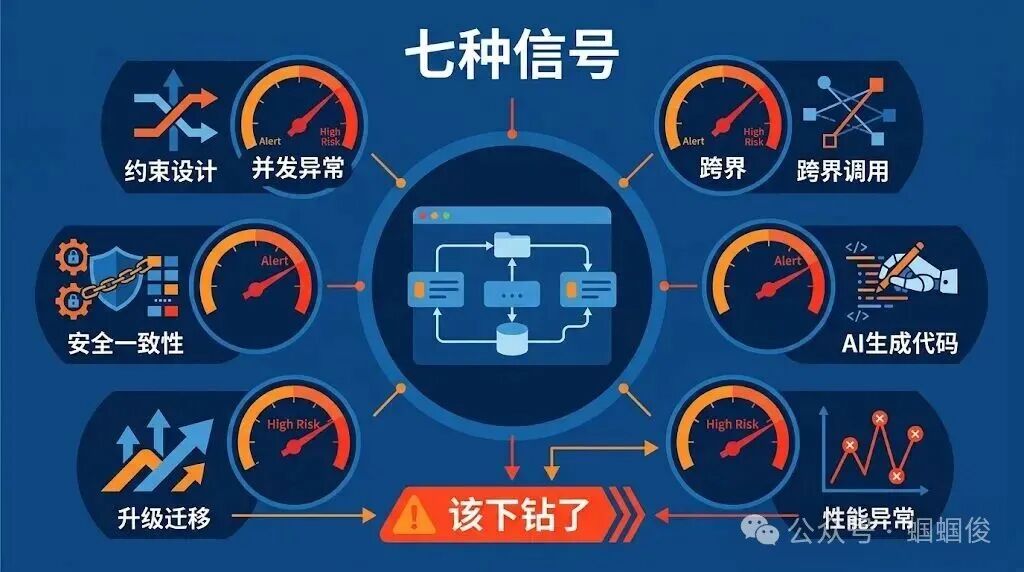 七种信号
约束设计
Alert
High
Risk
并发异常
Alert
High
Risk
跨界
跨界调用
安全一致性
Alert
Alert
</>
</>
AI生成代码
升级迁移
High Risk
High Risk
性能异常
该下钻了
公众号 · 蝈蝈俊